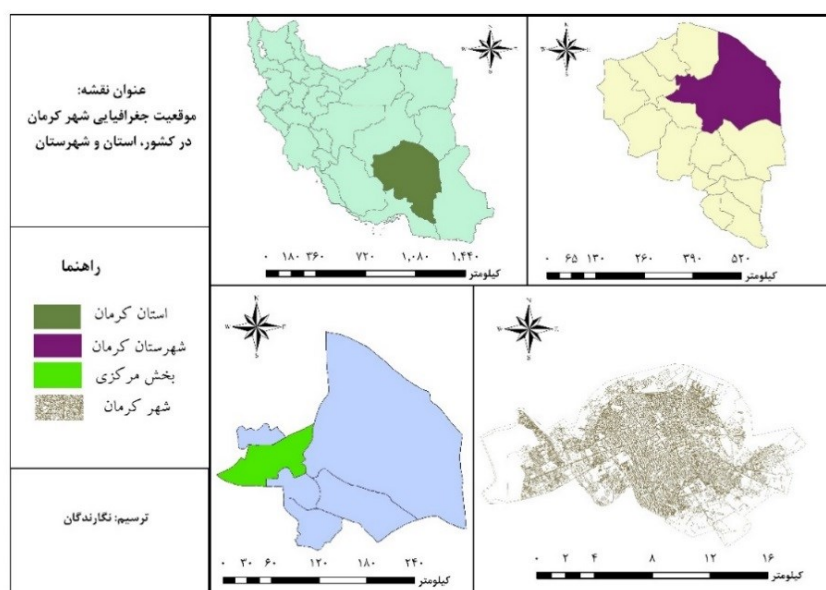 عنوان نقشه:
موقعیت جغرافیایی شهر کرمان
در کشور، استان و شهرستان
راهنما
استان کرمان
شهرستان کرمان
بخش مرکزی
شهر کرمان
ترسیم: نگارندگان
۰ ۱۸۰ ۳۶۰ ۷۲۰ ۱,۰۸۰ ۱,۴۴۰
کیلومتر
۰ ۶۵ ۱۳۰ ۲۶۰ ۳۹۰ ۵۲۰
کیلومتر
۰ ۳۰ ۶۰ ۱۲۰ ۱۸۰ ۲۴۰
کیلومتر
۰ ۲ ۴ ۸ ۱۲ ۱۶
کیلومتر